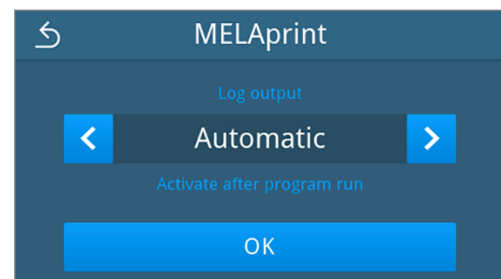 MELAprint
Log output
Automatic
Activate after program run
OK